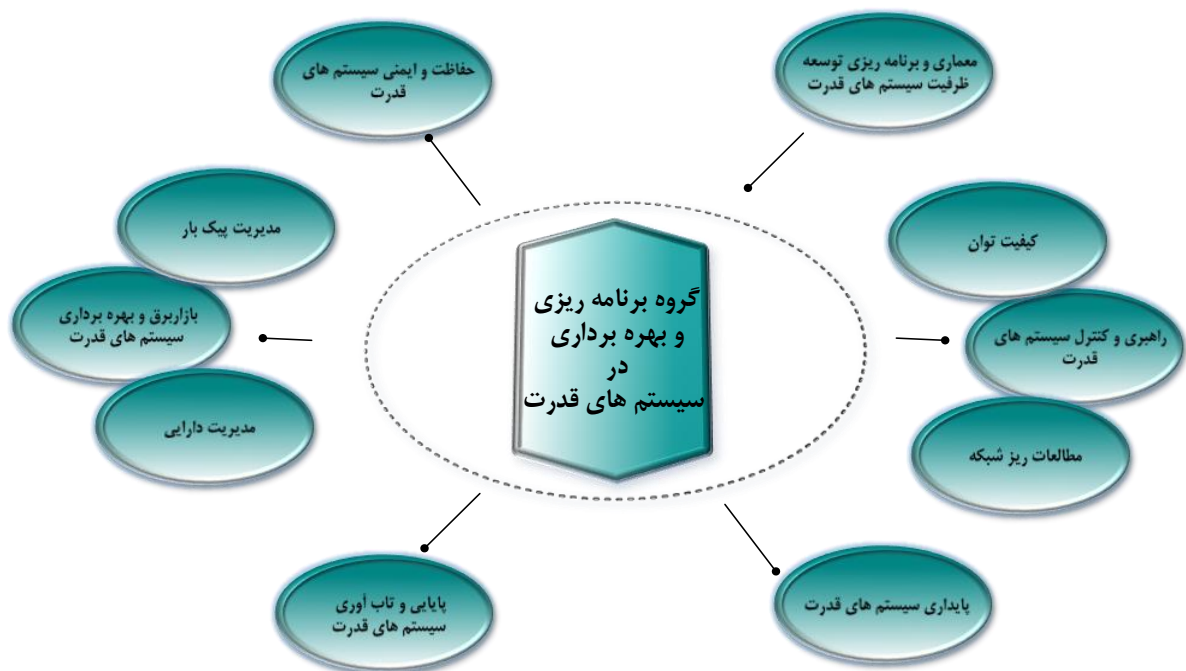 معماری و برنامه ریزی توسعه
ظرفیت سیستم های قدرت
حفاظت و ایمنی سیستم های
قدرت
کیفیت توان
مدیریت پیک بار
راهبری و کنترل سیستم های
قدرت
گروه برنامه ریزی
و بهره برداری
در
سیستم های قدرت
بازاربرق و بهره برداری
سیستم های قدرت
مطالعات ریز شبکه
مدیریت دارایی
پایداری سیستم های قدرت
پایایی و تاب آوری
سیستم های قدرت